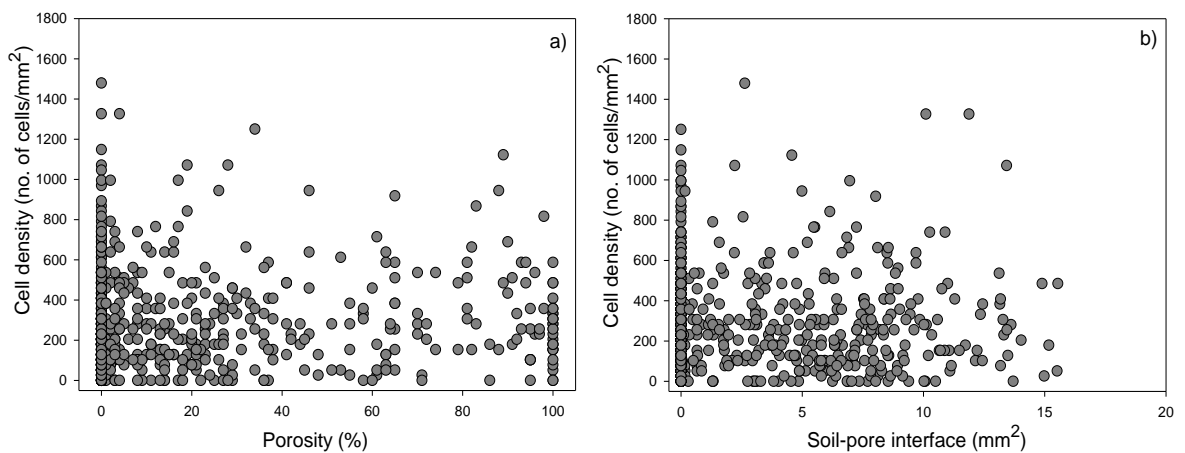 1800
1600
1400
1200
1000
800
600
400
200
0
Cell density (no. of cells/mm²)
a)
0 20 40 60 80 100
Porosity (%)
1800
1600
1400
1200
1000
800
600
400
200
0
Cell density (no. of cells/mm²)
b)
0 5 10 15 20
Soil-pore interface (mm²)